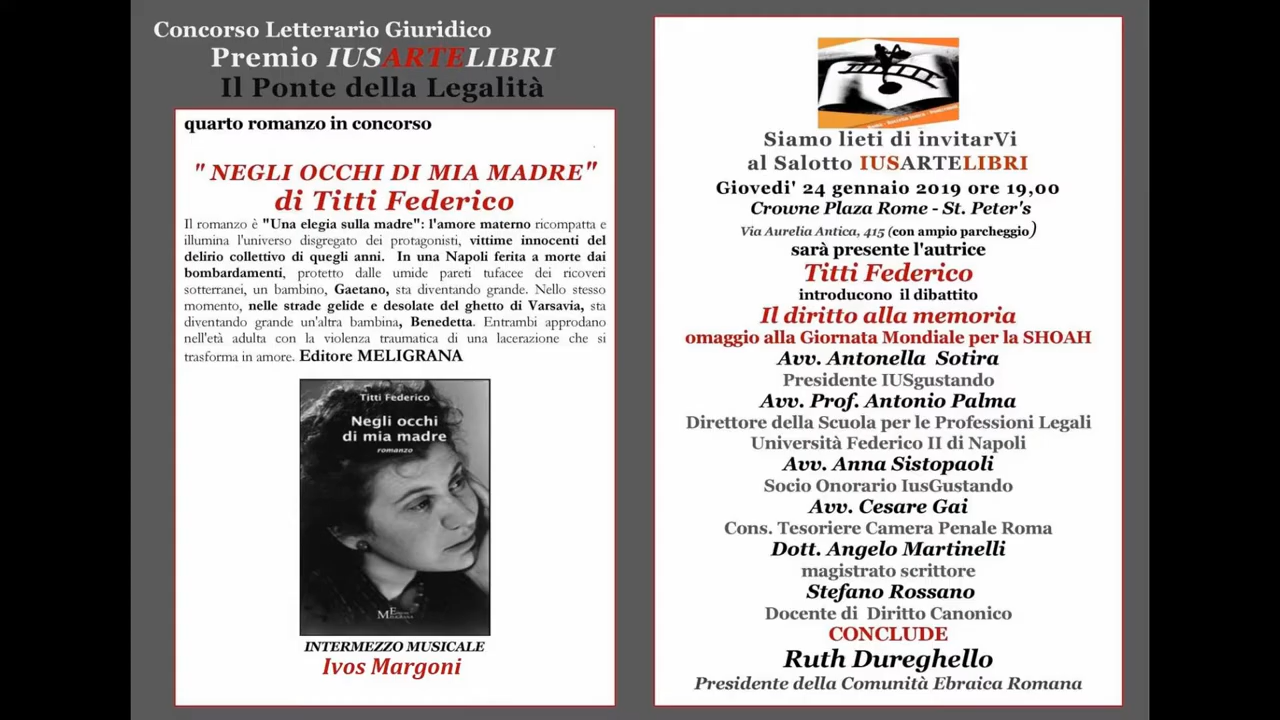 Concorso Letterario Giuridico
Premio IUSARTELIBRI
Il Ponte della Legalità
quarto romanzo in concorso
" NEGLI OCCHI DI MIA MADRE"
di Titti Federico
Il romanzo è "Una elegia sulla madre": l'amore materno ricompatta e
illumina l'universo disgregato dei protagonisti, vittime innocenti del
delirio collettivo di quegli anni. In una Napoli ferita a morte dai
bombardamenti, protetto dalle umide pareti tufacee dei ricoveri
sotterranei, un bambino, Gaetano, sta diventando grande. Nello stesso
momento, nelle strade gelide e desolate del ghetto di Varsavia, sta
diventando grande un'altra bambina, Benedetta. Entrambi approdano
nell'età adulta con la violenza traumatica di una lacerazione che si
trasforma in amore. Editore MELIGRANA
Titti Federico
Negli occhi
di mia madre
romanzo
INTERMEZZO MUSICALE
Ivos Margoni
Siamo lieti di invitarVi
al Salotto IUSARTELIBRI
Giovedi' 24 gennaio 2019 ore 19,00
Crowne Plaza Rome - St. Peter's
Via Aurelia Antica, 415 (con ampio parcheggio)
sarà presente l'autrice
Titti Federico
introducono il dibattito
Il diritto alla memoria
omaggio alla Giornata Mondiale per la SHOAH
Avv. Antonella Sotira
Presidente IUSgustando
Avv. Prof. Antonio Palma
Direttore della Scuola per le Professioni Legali
Università Federico II di Napoli
Avv. Anna Sistopaoli
Socio Onorario IusGustando
Avv. Cesare Gai
Cons. Tesoriere Camera Penale Roma
Dott. Angelo Martinelli
magistrato scrittore
Stefano Rossano
Docente di Diritto Canonico
CONCLUDE
Ruth Dureghello
Presidente della Comunità Ebraica Romana